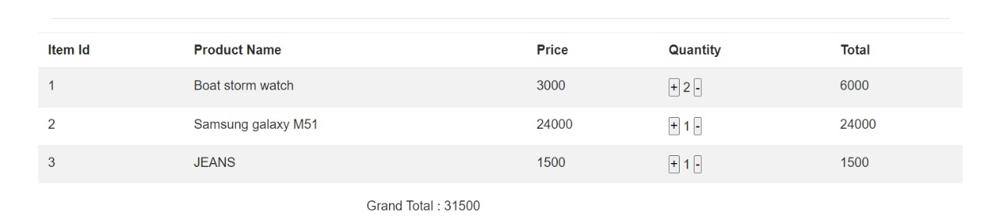 Item Id Product Name Price Quantity Total
1 Boat storm watch 3000 + 2 - 6000
2 Samsung galaxy M51 24000 + 1 - 24000
3 JEANS 1500 + 1 - 1500
Grand Total : 31500